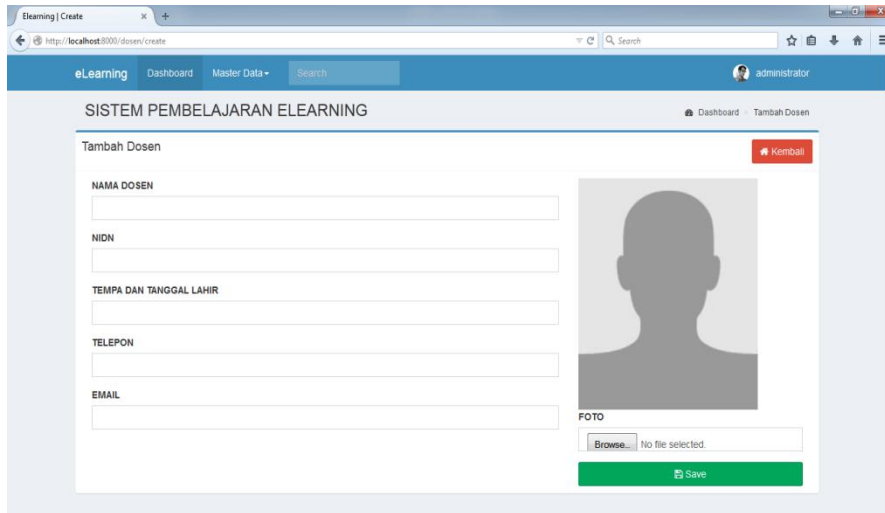 Elearning | Create
http://localhost:8000/dosen/create
Search
eLearning Dashboard Master Data Search administrator
SISTEM PEMBELAJARAN ELEARNING
Dashboard Tambah Dosen
Tambah Dosen
Kembali
NAMA DOSEN
NIDN
TEMPA DAN TANGGAL LAHIR
TELEPON
EMAIL
FOTO
Browse... No file selected.
Save